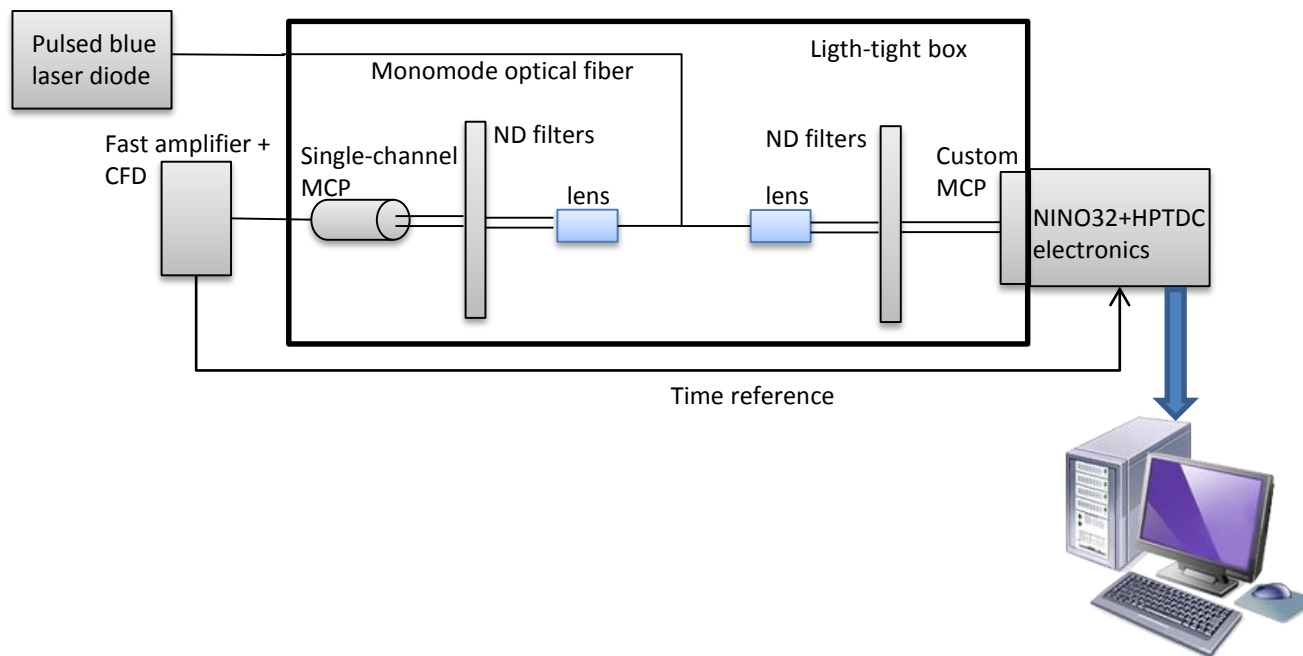 Pulsed blue
laser diode
Ligth-tight box
Monomode optical fiber
Fast amplifier +
CFD
Single-channel
MCP
ND filters
lens
lens
ND filters
Custom
MCP
NINO32+HPTDC
electronics
Time reference